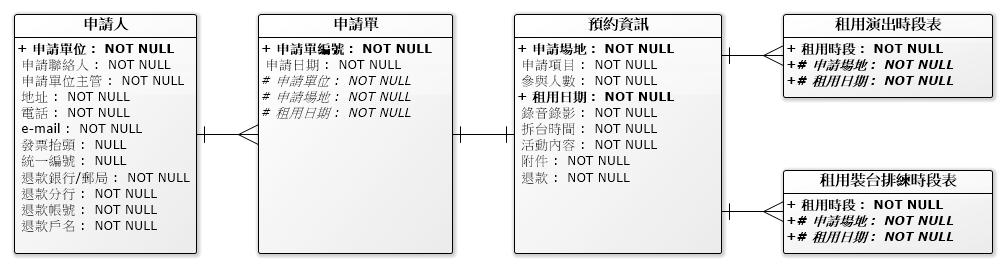 申請人
+ 申請單位： NOT NULL
申請聯絡人： NOT NULL
申請單位主管： NOT NULL
地址： NOT NULL
電話： NOT NULL
e-mail： NOT NULL
發票抬頭： NULL
統一編號： NULL
退款銀行/郵局： NOT NULL
退款分行： NOT NULL
退款帳號： NOT NULL
退款戶名： NOT NULL
申請單
+ 申請單編號： NOT NULL
申請日期： NOT NULL
# 申請單位： NOT NULL
# 申請場地： NOT NULL
# 租用日期： NOT NULL
預約資訊
+ 申請場地： NOT NULL
申請項目： NOT NULL
參與人數： NOT NULL
+ 租用日期： NOT NULL
錄音錄影： NOT NULL
拆台時間： NOT NULL
活動內容： NOT NULL
附件： NOT NULL
退款： NOT NULL
租用演出時段表
+ 租用時段： NOT NULL
+# 申請場地： NOT NULL
+# 租用日期： NOT NULL
租用裝台排練時段表
+ 租用時段： NOT NULL
+# 申請場地： NOT NULL
+# 租用日期： NOT NULL